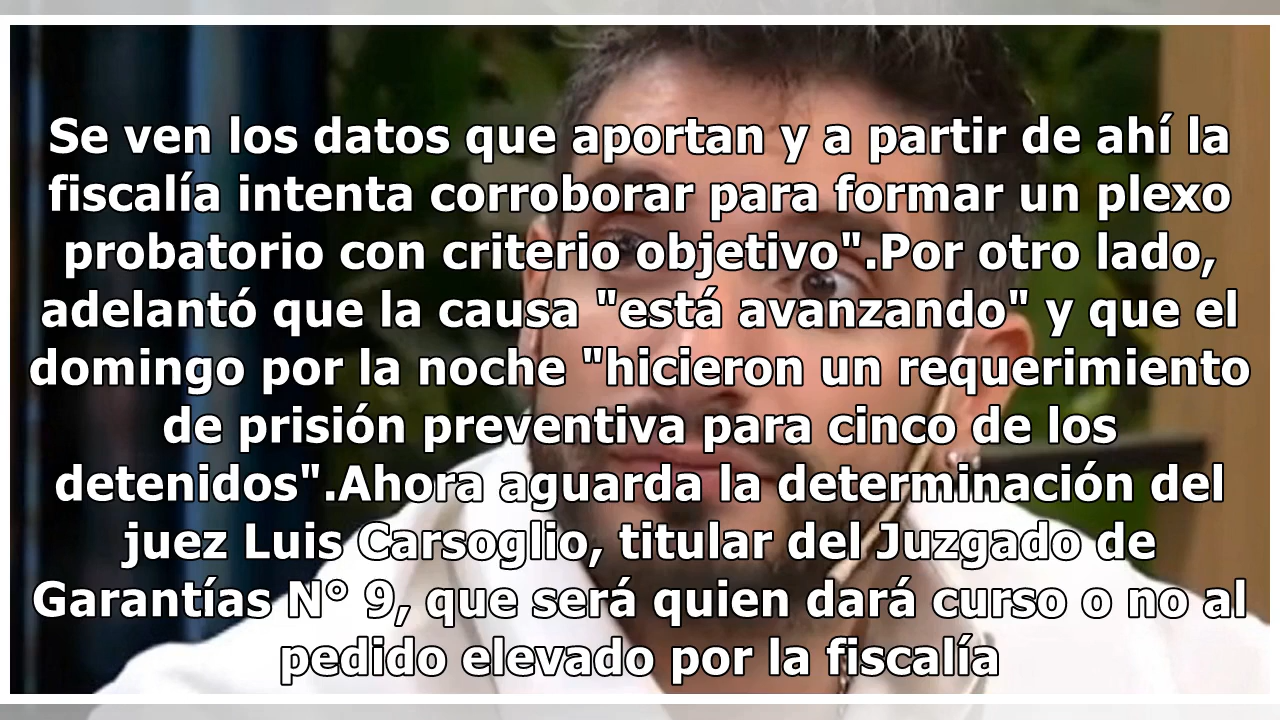 Se ven los datos que aportan y a partir de ahí la
fiscalía intenta corroborar para formar un plexo
probatorio con criterio objetivo".Por otro lado,
adelantó que la causa "está avanzando" y que el
domingo por la noche "hicieron un requerimiento
de prisión preventiva para cinco de los
detenidos".Ahora aguarda la determinación del
juez Luis Carsoglio, titular del Juzgado de
Garantías N° 9, que será quien dará curso o no al
pedido elevado por la fiscalía